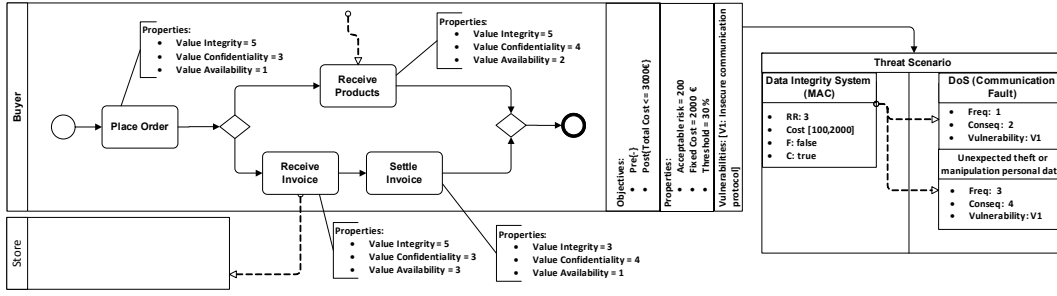 Buyer
Properties:
• Value Integrity = 5
• Value Confidentiality = 3
• Value Availability = 1
Place Order
Properties:
• Value Integrity = 5
• Value Confidentiality = 4
• Value Availability = 2
Receive
Products
Receive
Invoice
Settle
Invoice
Objectives:
• Pre{-}
• Post{Total Cost <= 3000€}
Properties:
• Acceptable risk = 200
• Fixed Cost = 2000 €
• Threshold = 30 %
Vulnerabilities: [V1: Insecure communication
protocol]
Store
Properties:
• Value Integrity = 5
• Value Confidentiality = 3
• Value Availability = 3
Properties:
• Value Integrity = 3
• Value Confidentiality = 4
• Value Availability = 1
Threat Scenario
Data Integrity System
(MAC)
• RR: 3
• Cost [100,2000]
• F: false
• C: true
DoS (Communication
Fault)
• Freq: 1
• Conseq: 2
• Vulnerability: V1
Unexpected theft or
manipulation personal dat
• Freq: 3
• Conseq: 4
• Vulnerability: V1